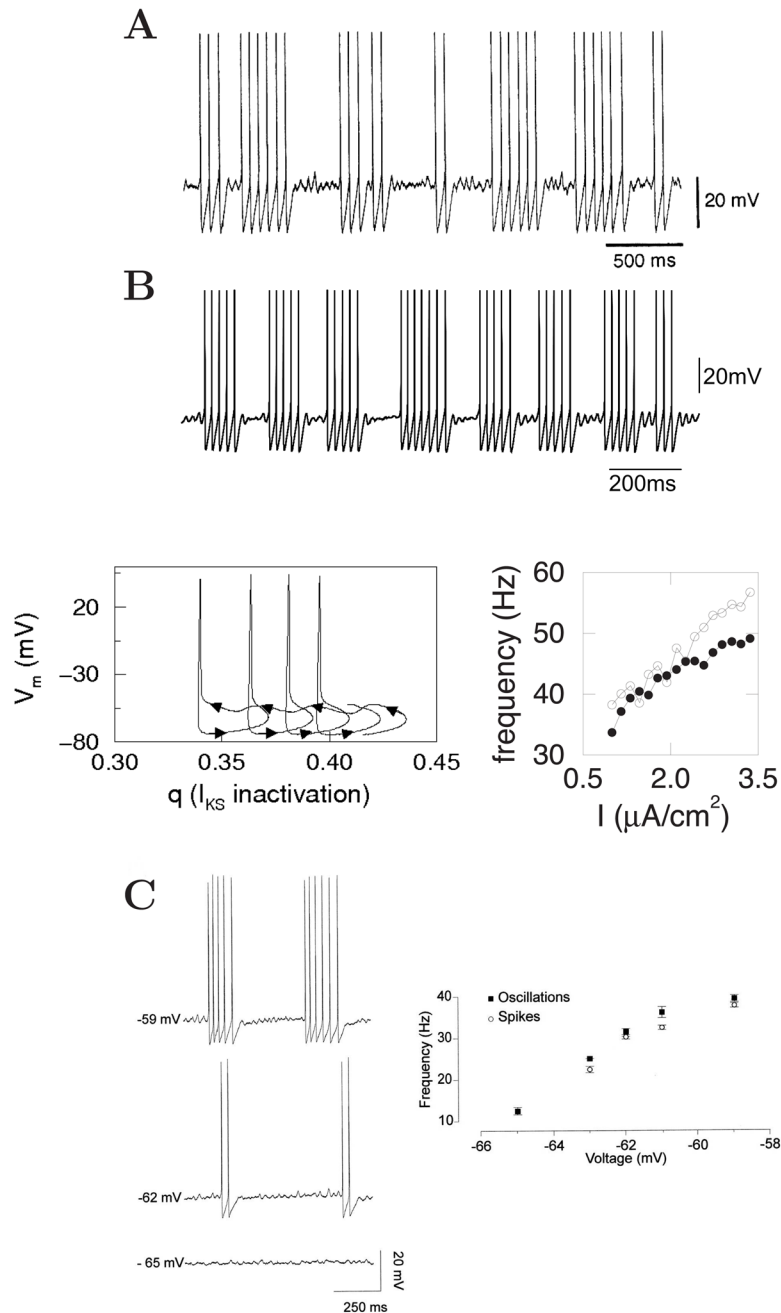 A
20 mV
500 ms
B
20mV
200ms
V_m (mV)
20
−30
−80
0.30 0.35 0.40 0.45
q (I_KS inactivation)
frequency (Hz)
60
50
40
30
0.5 2.0 3.5
I (μA/cm²)
C
-59 mV
-62 mV
- 65 mV
20 mV
250 ms
Oscillations
Spikes
Frequency (Hz)
40
30
20
10
-66 -64 -62 -60 -58
Voltage (mV)